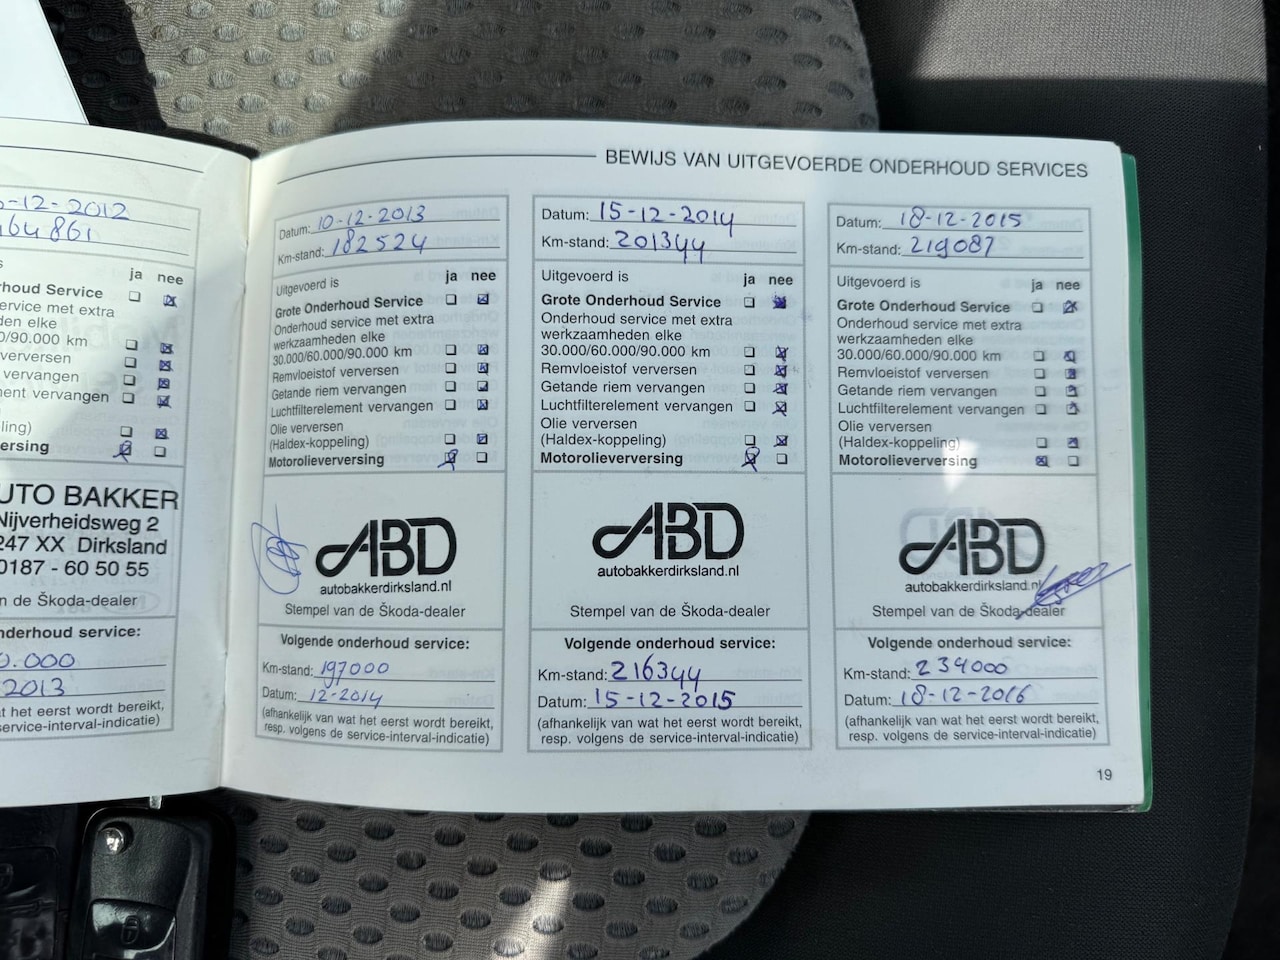 -12-2012
64861
ja nee
rhoud Service
service met extra
den elke
0/90.000 km
verversen
vervangen
ment vervangen
ling)
ersing
UTO BAKKER
Nijverheidsweg 2
247 XX Dirksland
0187 - 60 50 55
n de Škoda-dealer
nderhoud service:
0.000
2013
t het eerst wordt bereikt,
service-interval-indicatie)
BEWIJS VAN UITGEVOERDE ONDERHOUD SERVICES
Datum: 10-12-2013
Km-stand: 182524
Uitgevoerd is ja nee
Grote Onderhoud Service
Onderhoud service met extra
werkzaamheden elke
30.000/60.000/90.000 km
Remvloeistof verversen
Getande riem vervangen
Luchtfilterelement vervangen
Olie verversen
(Haldex-koppeling)
Motorolieverversing
ABD
autobakkerdirksland.nl
Stempel van de Škoda-dealer
Volgende onderhoud service:
Km-stand: 197000
Datum: 12-2014
(afhankelijk van wat het eerst wordt bereikt,
resp. volgens de service-interval-indicatie)
Datum: 15-12-2014
Km-stand: 201344
Uitgevoerd is ja nee
Grote Onderhoud Service
Onderhoud service met extra
werkzaamheden elke
30.000/60.000/90.000 km
Remvloeistof verversen
Getande riem vervangen
Luchtfilterelement vervangen
Olie verversen
(Haldex-koppeling)
Motorolieverversing
ABD
autobakkerdirksland.nl
Stempel van de Škoda-dealer
Volgende onderhoud service:
Km-stand: 216344
Datum: 15-12-2015
(afhankelijk van wat het eerst wordt bereikt,
resp. volgens de service-interval-indicatie)
Datum: 18-12-2015
Km-stand: 219087
Uitgevoerd is ja nee
Grote Onderhoud Service
Onderhoud service met extra
werkzaamheden elke
30.000/60.000/90.000 km
Remvloeistof verversen
Getande riem vervangen
Luchtfilterelement vervangen
Olie verversen
(Haldex-koppeling)
Motorolieverversing
ABD
autobakkerdirksland.nl
Stempel van de Škoda-dealer
Volgende onderhoud service:
Km-stand: 234000
Datum: 18-12-2016
(afhankelijk van wat het eerst wordt bereikt,
resp. volgens de service-interval-indicatie)
19